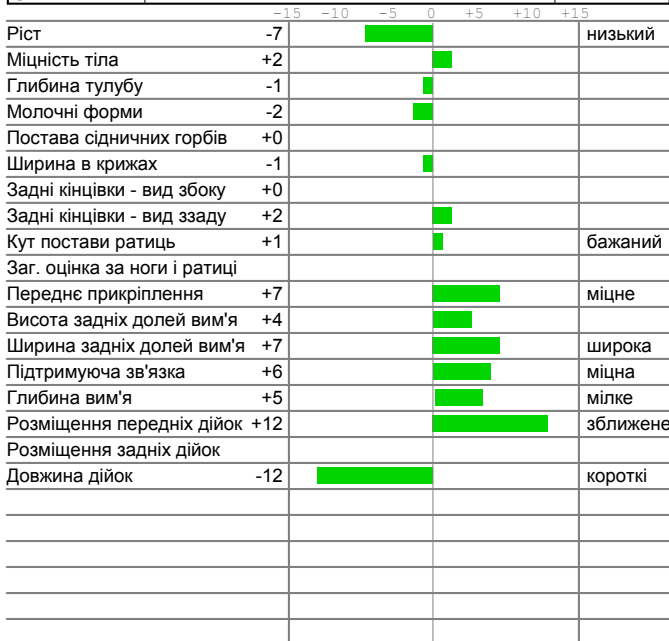 -15 -10 -5 0 +5 +10 +15
Ріст -7 низький
Міцність тіла +2
Глибина тулубу -1
Молочні форми -2
Постава сідничних горбів +0
Ширина в крижах -1
Задні кінцівки - вид збоку +0
Задні кінцівки - вид ззаду +2
Кут постави ратиць +1 бажаний
Заг. оцінка за ноги і ратиці
Переднє прикріплення +7 міцне
Висота задніх долей вим'я +4
Ширина задніх долей вим'я +7 широка
Підтримуюча зв'язка +6 міцна
Глибина вим'я +5 мілке
Розміщення передніх дійок +12 зближене
Розміщення задніх дійок
Довжина дійок -12 короткі